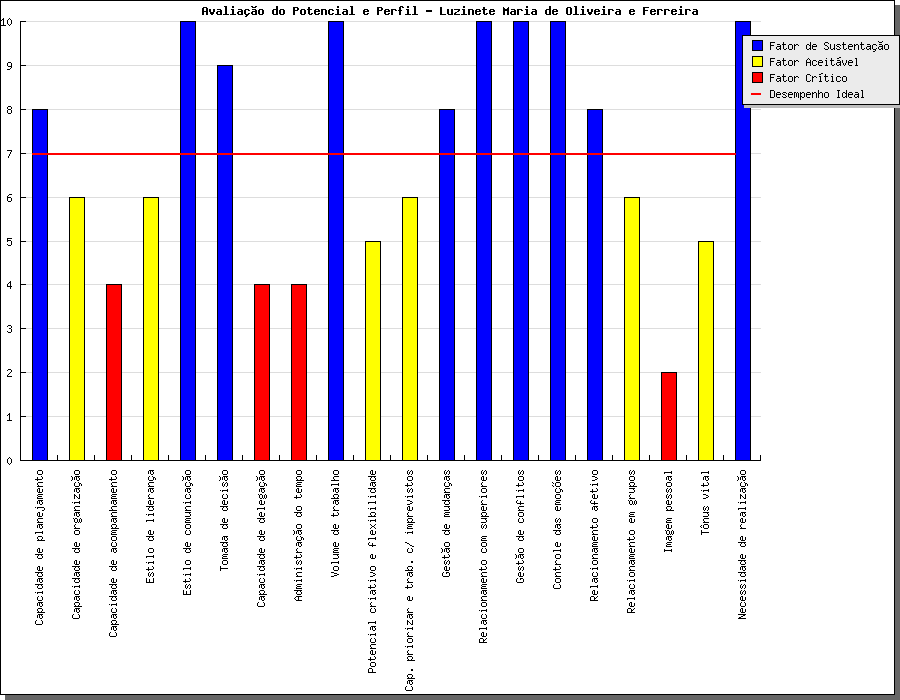 Avaliação do Potencial e Perfil - Luzinete Maria de Oliveira e Ferreira
Fator de Sustentação
Fator Aceitável
Fator Crítico
Desempenho Ideal
10
9
8
7
6
5
4
3
2
1
0
Capacidade de planejamento
Capacidade de organização
Capacidade de acompanhamento
Estilo de liderança
Estilo de comunicação
Tomada de decisão
Capacidade de delegação
Administração do tempo
Volume de trabalho
Potencial criativo e flexibilidade
Cap. priorizar e trab. c/ imprevistos
Gestão de mudanças
Relacionamento com superiores
Gestão de conflitos
Controle das emoções
Relacionamento afetivo
Relacionamento em grupos
Imagem pessoal
Tônus vital
Necessidade de realização